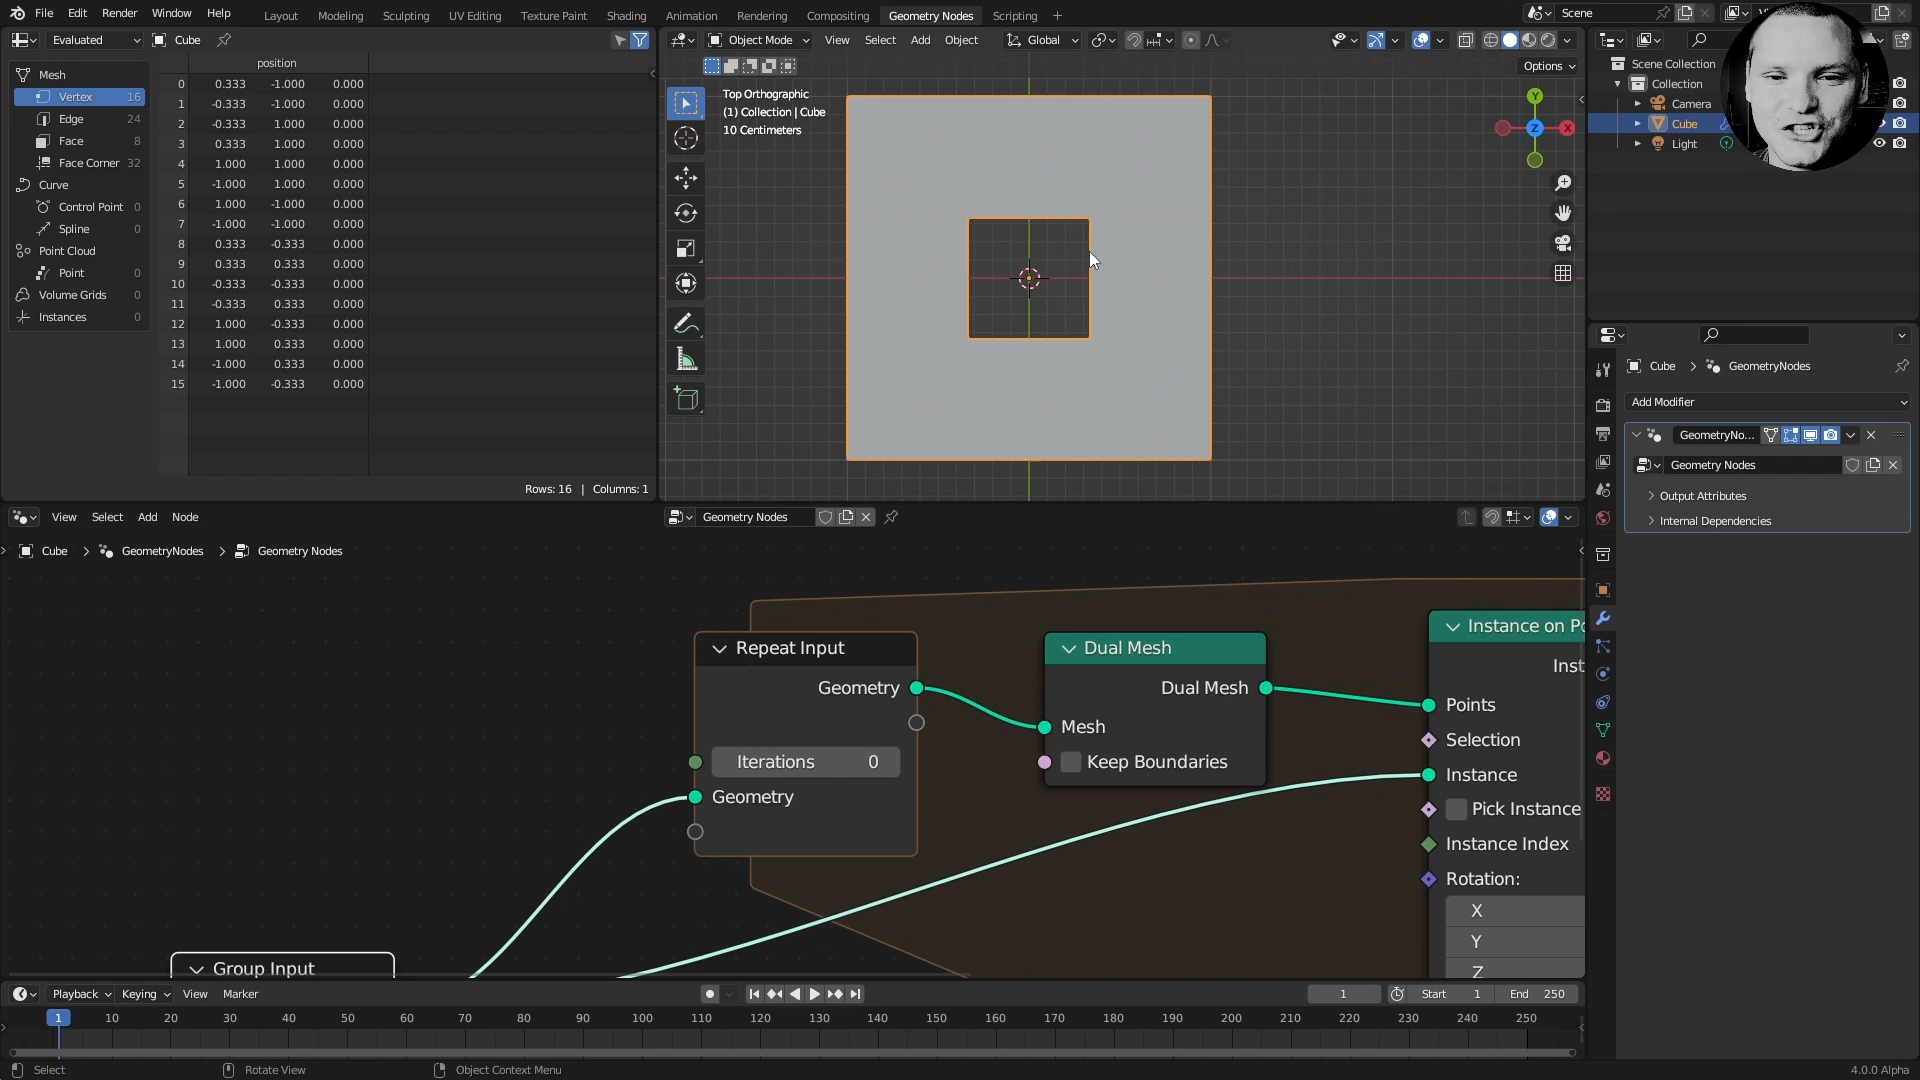 File Edit Render Window Help
Layout Modeling Sculpting UV Editing Texture Paint Shading Animation Rendering Compositing Geometry Nodes Scripting +
Scene
Evaluated
Cube
Object Mode
View Select Add Object
Global
Options
position
Mesh
Vertex 16
Edge 24
Face 8
Face Corner 32
Curve
Control Point 0
Spline 0
Point Cloud
Point 0
Volume Grids 0
Instances 0
0 0.333 -1.000 0.000
1 -0.333 -1.000 0.000
2 -0.333 1.000 0.000
3 0.333 1.000 0.000
4 1.000 1.000 0.000
5 -1.000 1.000 0.000
6 1.000 -1.000 0.000
7 -1.000 -1.000 0.000
8 0.333 -0.333 0.000
9 0.333 0.333 0.000
10 -0.333 -0.333 0.000
11 -0.333 0.333 0.000
12 1.000 -0.333 0.000
13 1.000 0.333 0.000
14 -1.000 0.333 0.000
15 -1.000 -0.333 0.000
Rows: 16 | Columns: 1
Top Orthographic
(1) Collection | Cube
10 Centimeters
Y
Z
X
Scene Collection
Collection
Camera
Cube
Light
Cube > GeometryNodes
Add Modifier
GeometryNo...
Geometry Nodes
Output Attributes
Internal Dependencies
View Select Add Node
Geometry Nodes
Cube > GeometryNodes > Geometry Nodes
Repeat Input
Geometry
Iterations 0
Geometry
Dual Mesh
Dual Mesh
Mesh
Keep Boundaries
Instance on Po
Inst
Points
Selection
Instance
Pick Instance
Instance Index
Rotation:
X
Y
Z
Group Input
Playback Keying View Marker
1
Start 1
End 250
1 10 20 30 40 50 60 70 80 90 100 110 120 130 140 150 160 170 180 190 200 210 220 230 240 250
Select
Rotate View
Object Context Menu
4.0.0 Alpha